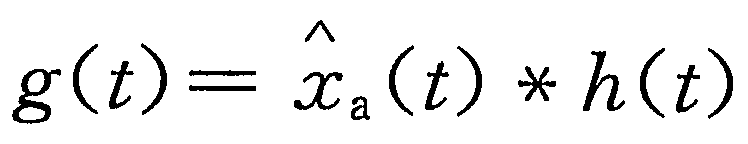 g(t) = x̂ₐ(t) * h(t)